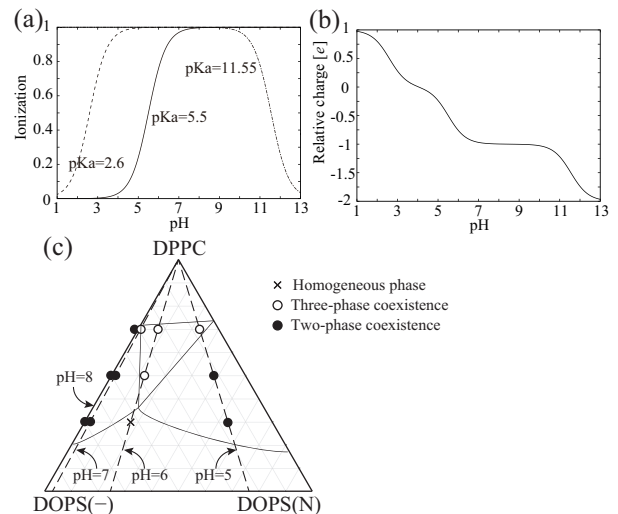 (a)
1
0.8
0.6
0.4
0.2
0
Ionization
pKa=11.55
pKa=5.5
pKa=2.6
1 3 5 7 9 11 13
pH
(b)
1
0.5
0
-0.5
-1
-1.5
-2
Relative charge [e]
1 3 5 7 9 11 13
pH
(c)
DPPC
× Homogeneous phase
Three-phase coexistence
Two-phase coexistence
pH=8
pH=7
pH=6
pH=5
DOPS(−)
DOPS(N)